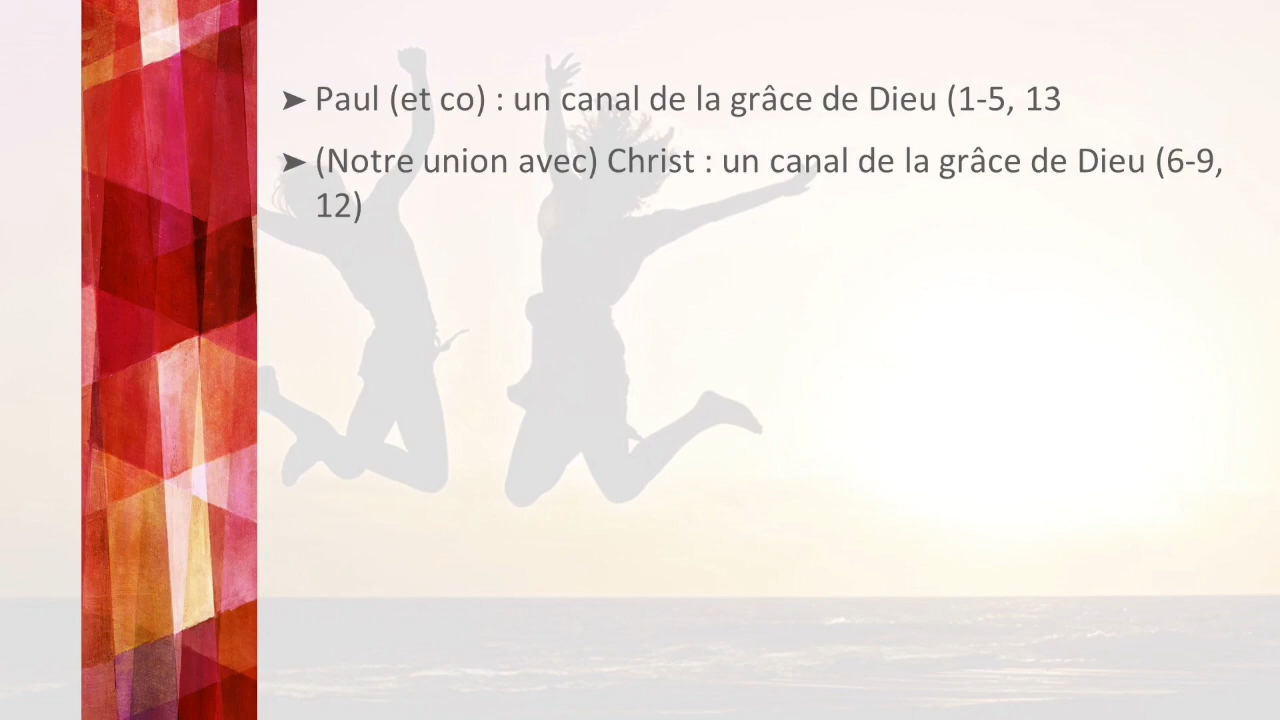 ➤ Paul (et co) : un canal de la grâce de Dieu (1-5, 13
➤ (Notre union avec) Christ : un canal de la grâce de Dieu (6-9,
12)